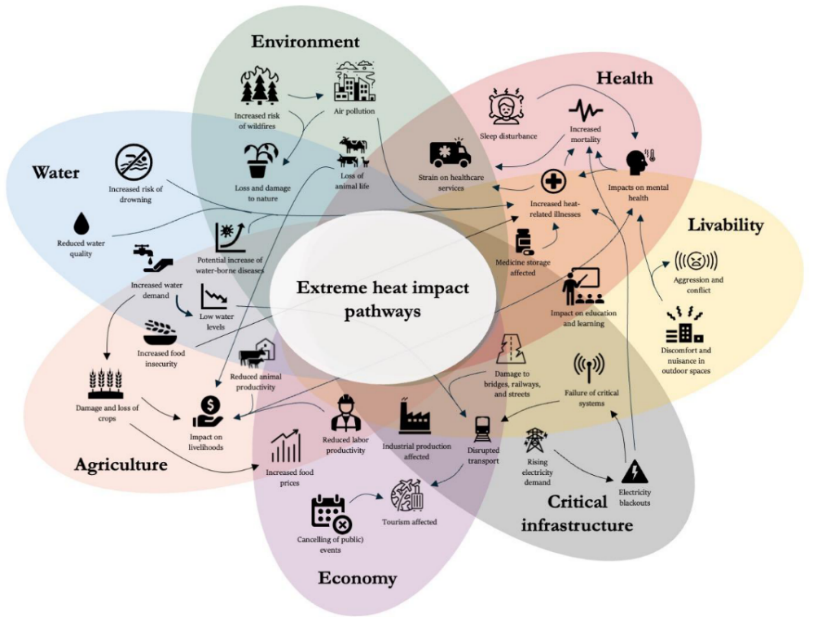 Environment
Increased risk
of wildfires
Air pollution
Loss and damage
to nature
Loss of
animal life
Health
Sleep disturbance
Increased
mortality
Strain on healthcare
services
Impacts on mental
health
Increased heat-
related illnesses
Medicine storage
affected
Water
Increased risk of
drowning
Reduced water
quality
Potential increase of
water-borne diseases
Increased water
demand
Low water
levels
Extreme heat impact
pathways
Livability
Aggression and
conflict
Impact on education
and learning
Discomfort and
nuisance in
outdoor spaces
Increased food
insecurity
Reduced animal
productivity
Damage and loss of
crops
Impact on
livelihoods
Agriculture
Damage to
bridges, railways,
and streets
Failure of critical
systems
Reduced labor
productivity
Industrial production
affected
Disrupted
transport
Rising
electricity
demand
Electricity
blackouts
Critical
infrastructure
Increased food
prices
Cancelling of public)
events
Tourism affected
Economy